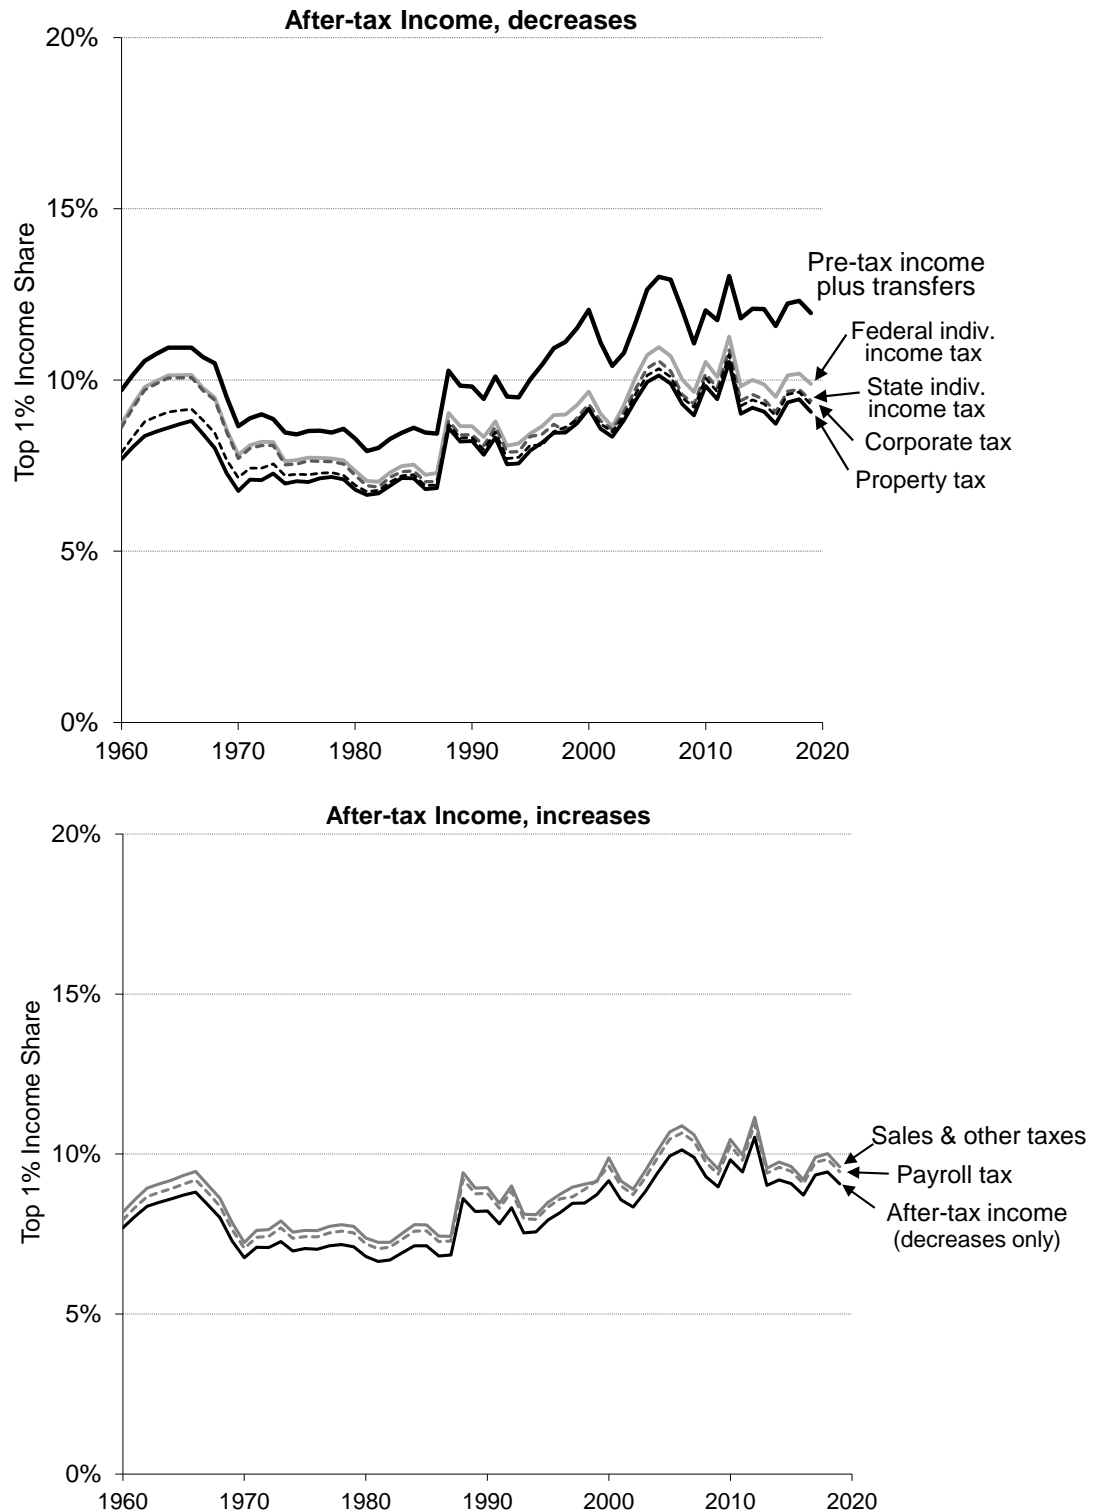 After-tax Income, decreases
20%
15%
10%
5%
0%
Top 1% Income Share
Pre-tax income
plus transfers
Federal indiv.
income tax
State indiv.
income tax
Corporate tax
Property tax
1960 1970 1980 1990 2000 2010 2020
After-tax Income, increases
20%
15%
10%
5%
0%
Top 1% Income Share
Sales & other taxes
Payroll tax
After-tax income
(decreases only)
1960 1970 1980 1990 2000 2010 2020